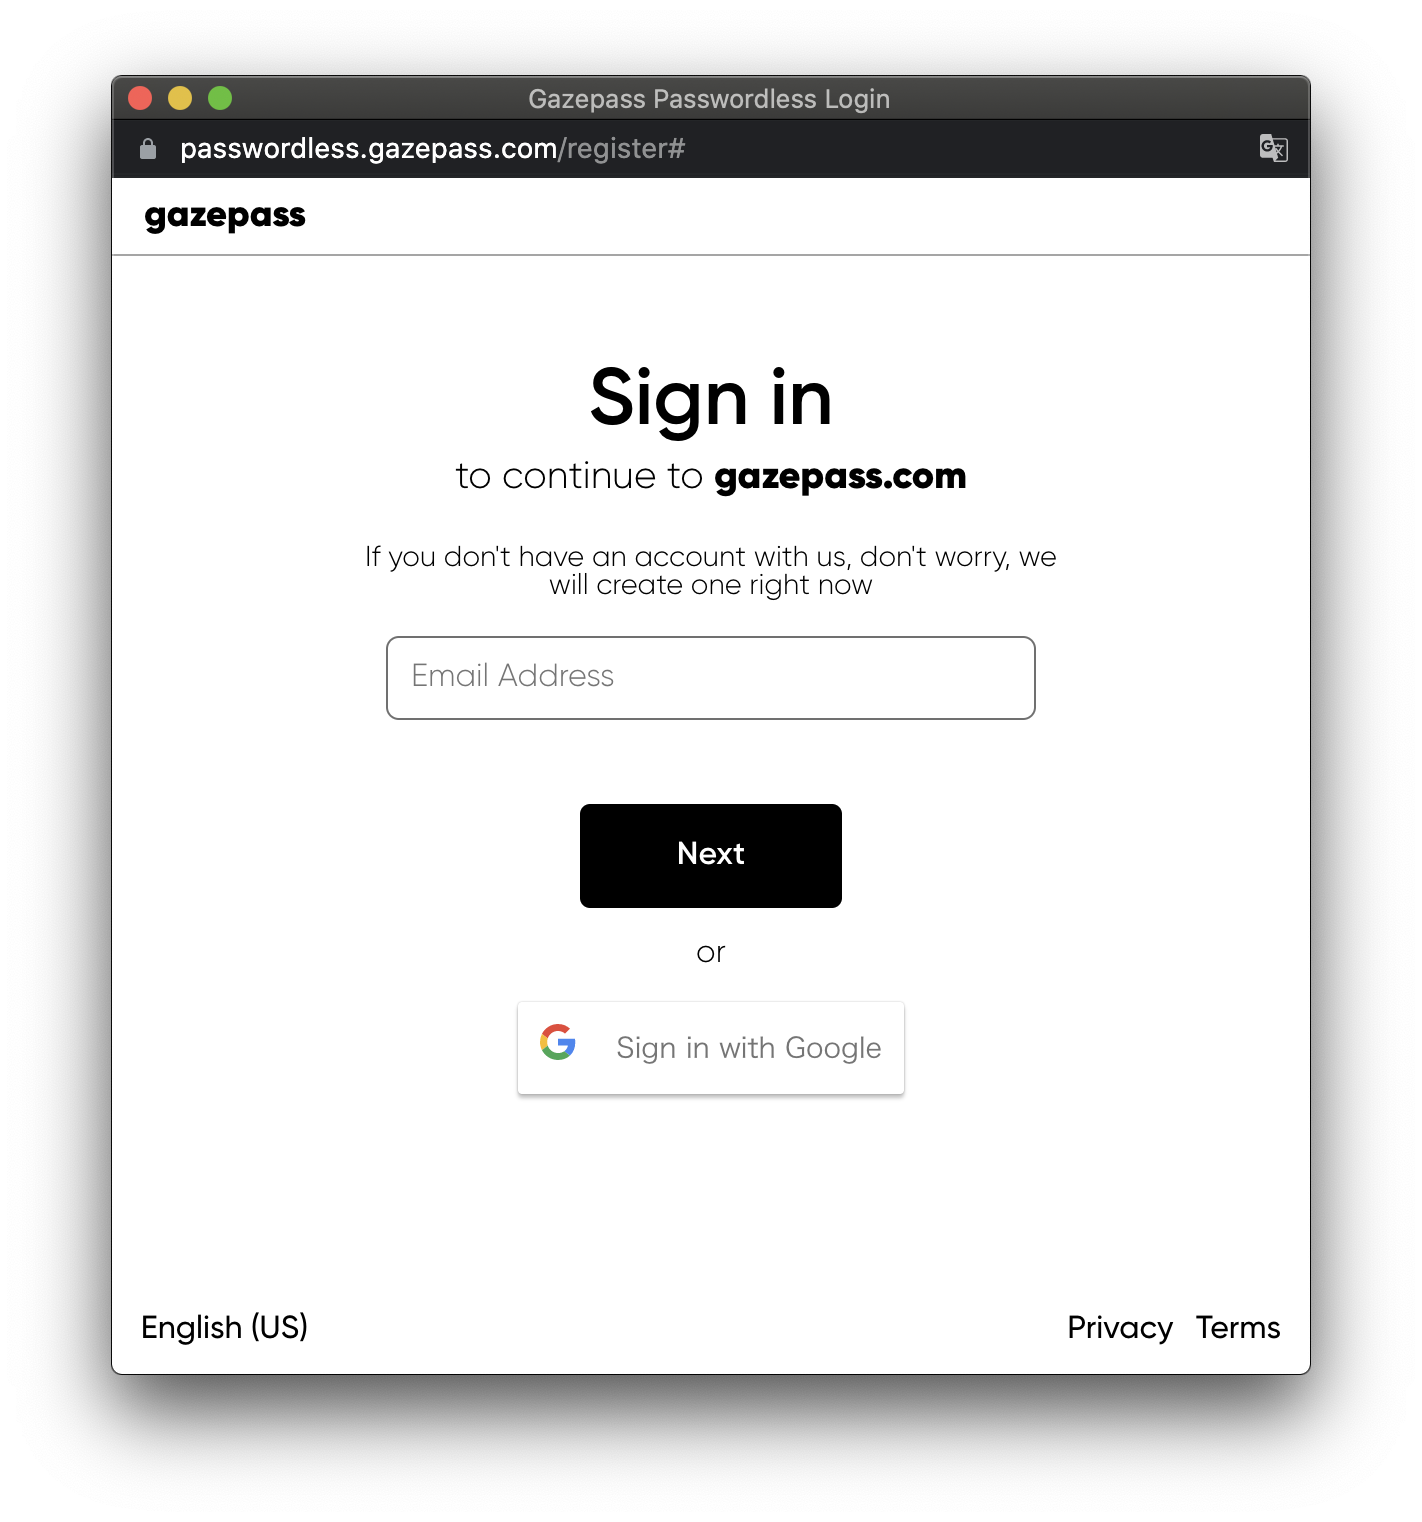 Gazepass Passwordless Login
passwordless.gazepass.com/register#
gazepass
Sign in
to continue to gazepass.com
If you don't have an account with us, don't worry, we
will create one right now
Email Address
Next
or
Sign in with Google
English (US)
Privacy Terms